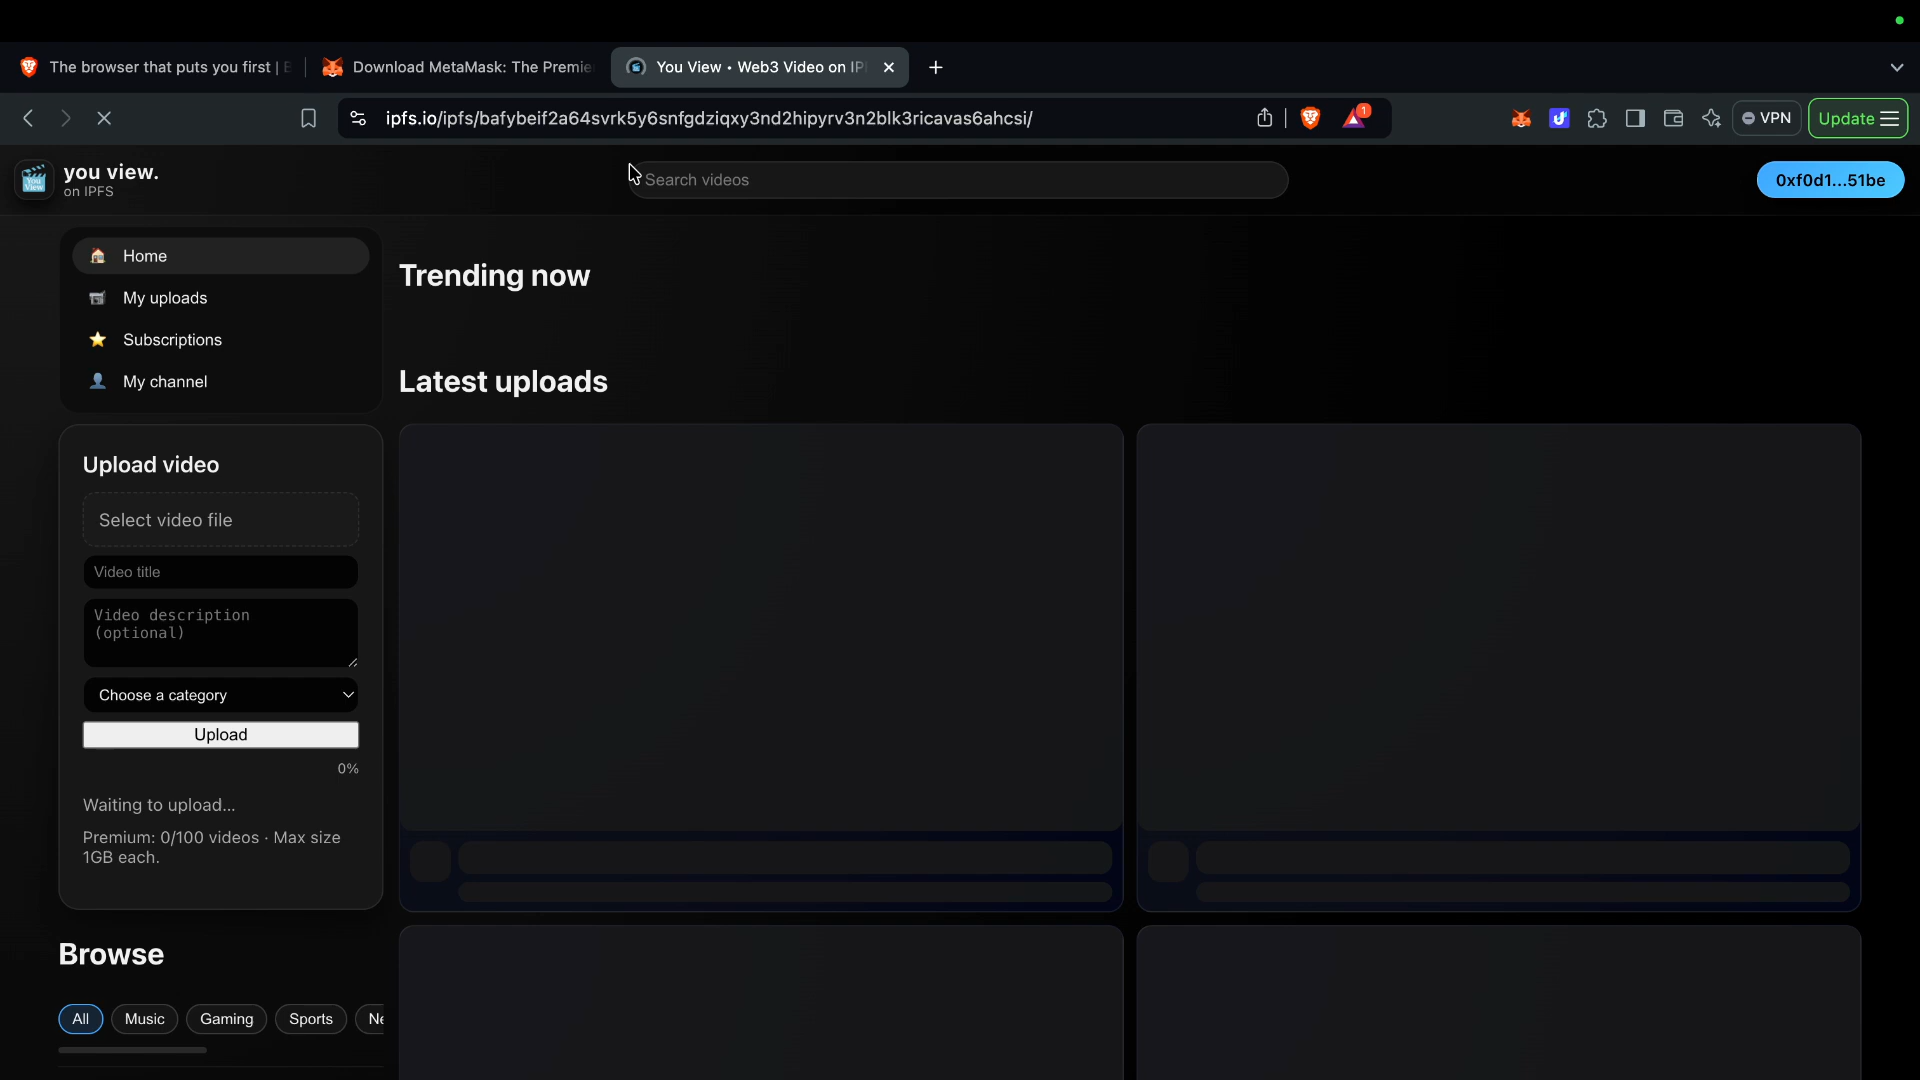 The browser that puts you first |
Download MetaMask: The Premie
You View • Web3 Video on IP
ipfs.io/ipfs/bafybeif2a64svrk5y6snfgdziqxy3nd2hipyrv3n2blk3ricavas6ahcsi/
1
VPN
Update
you view.
on IPFS
Search videos
0xf0d1...51be
Home
My uploads
Subscriptions
My channel
Trending now
Latest uploads
Upload video
Select video file
Video title
Video description
(optional)
Choose a category
Upload
0%
Waiting to upload...
Premium: 0/100 videos · Max size
1GB each.
Browse
All
Music
Gaming
Sports
Ne